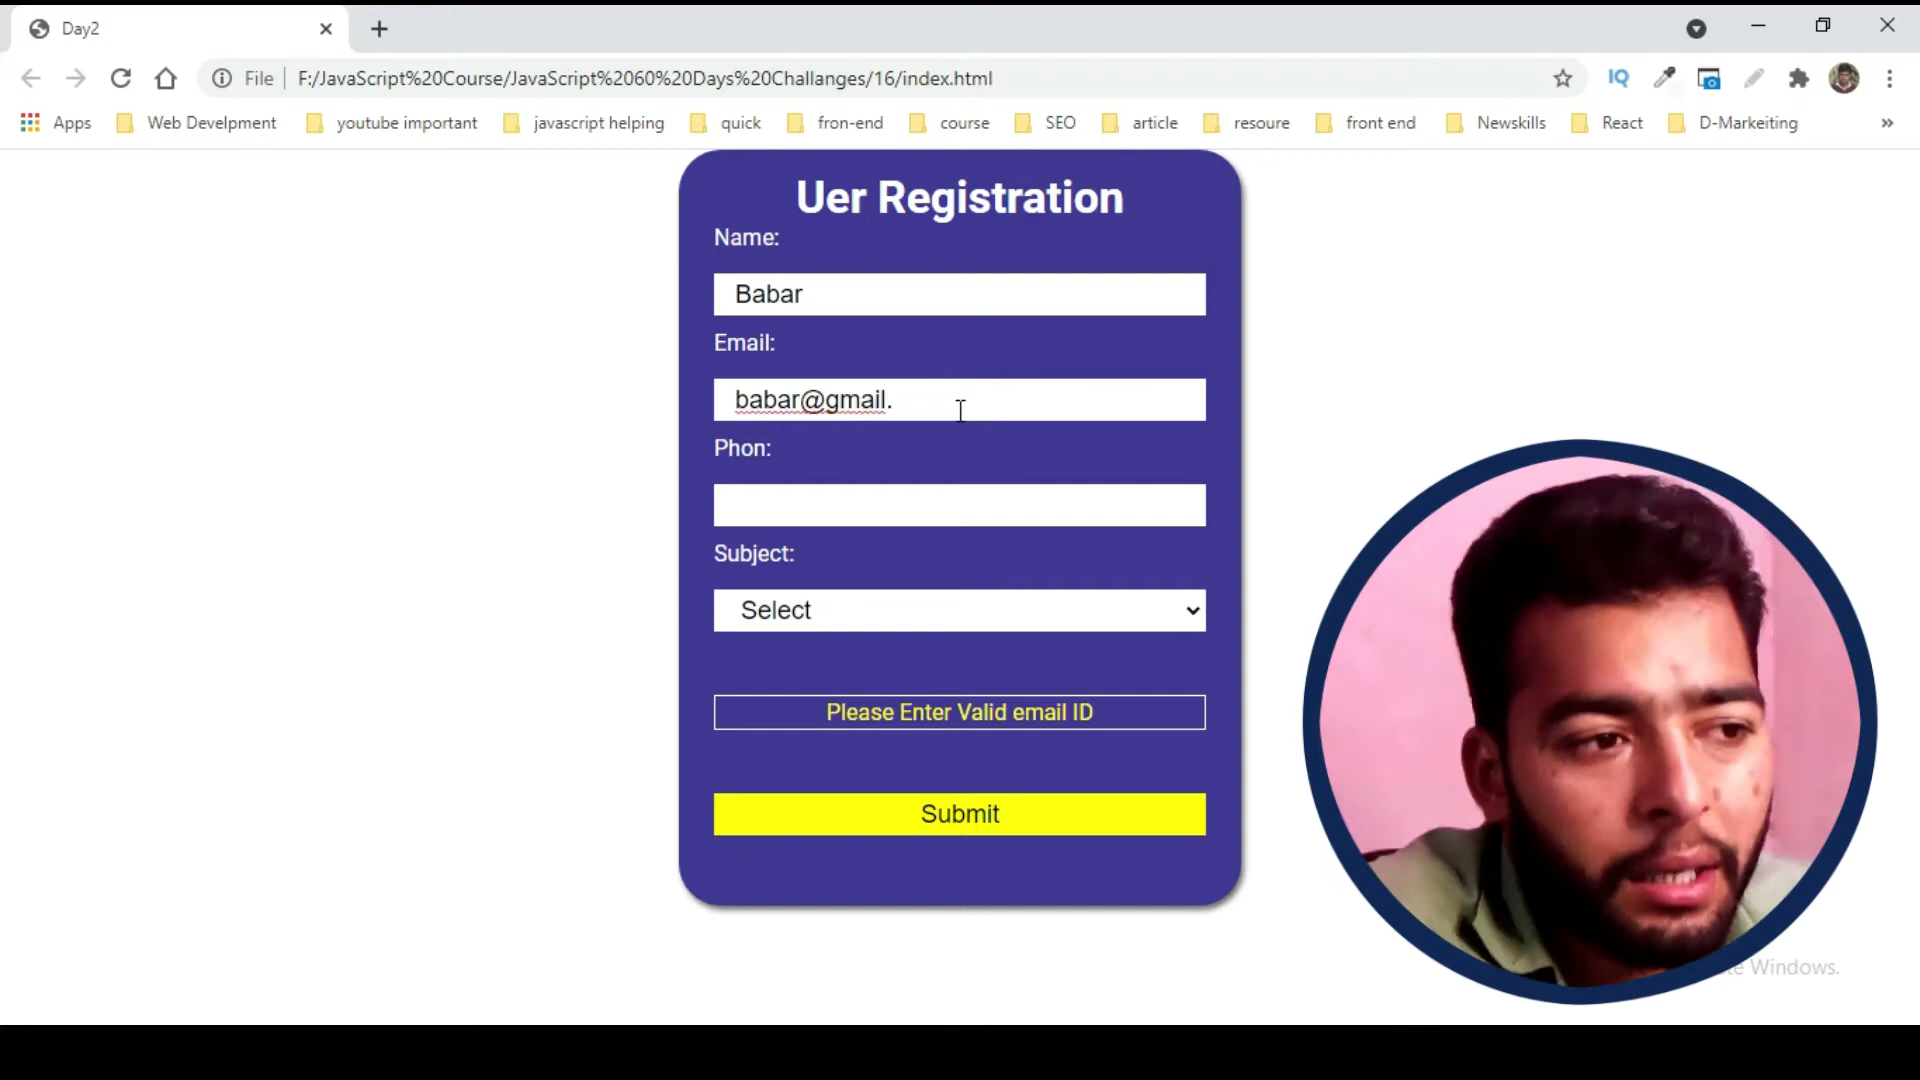 Day2
File F:/JavaScript%20Course/JavaScript%2060%20Days%20Challanges/16/index.html
IQ
Apps Web Develpment youtube important javascript helping quick fron-end course SEO article resoure front end Newskills React D-Markeiting »
Uer Registration
Name:
Babar
Email:
babar@gmail.
Phon:
Subject:
Select
Please Enter Valid email ID
Submit
Windows.